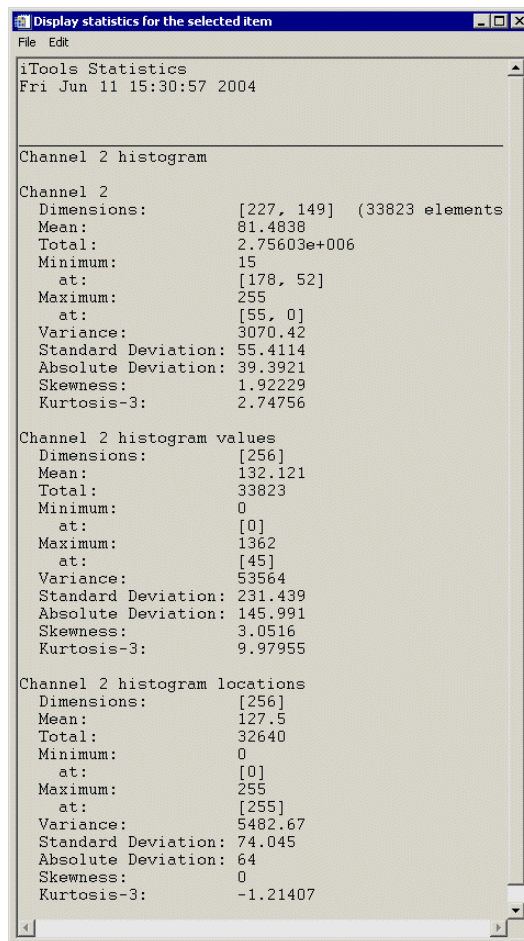 Display statistics for the selected item
File Edit
iTools Statistics
Fri Jun 11 15:30:57 2004
Channel 2 histogram
Channel 2
Dimensions: [227, 149] (33823 elements
Mean: 81.4838
Total: 2.75603e+006
Minimum: 15
at: [178, 52]
Maximum: 255
at: [55, 0]
Variance: 3070.42
Standard Deviation: 55.4114
Absolute Deviation: 39.3921
Skewness: 1.92229
Kurtosis-3: 2.74756
Channel 2 histogram values
Dimensions: [256]
Mean: 132.121
Total: 33823
Minimum: 0
at: [0]
Maximum: 1362
at: [45]
Variance: 53564
Standard Deviation: 231.439
Absolute Deviation: 145.991
Skewness: 3.0516
Kurtosis-3: 9.97955
Channel 2 histogram locations
Dimensions: [256]
Mean: 127.5
Total: 32640
Minimum: 0
at: [0]
Maximum: 255
at: [255]
Variance: 5482.67
Standard Deviation: 74.045
Absolute Deviation: 64
Skewness: 0
Kurtosis-3: -1.21407